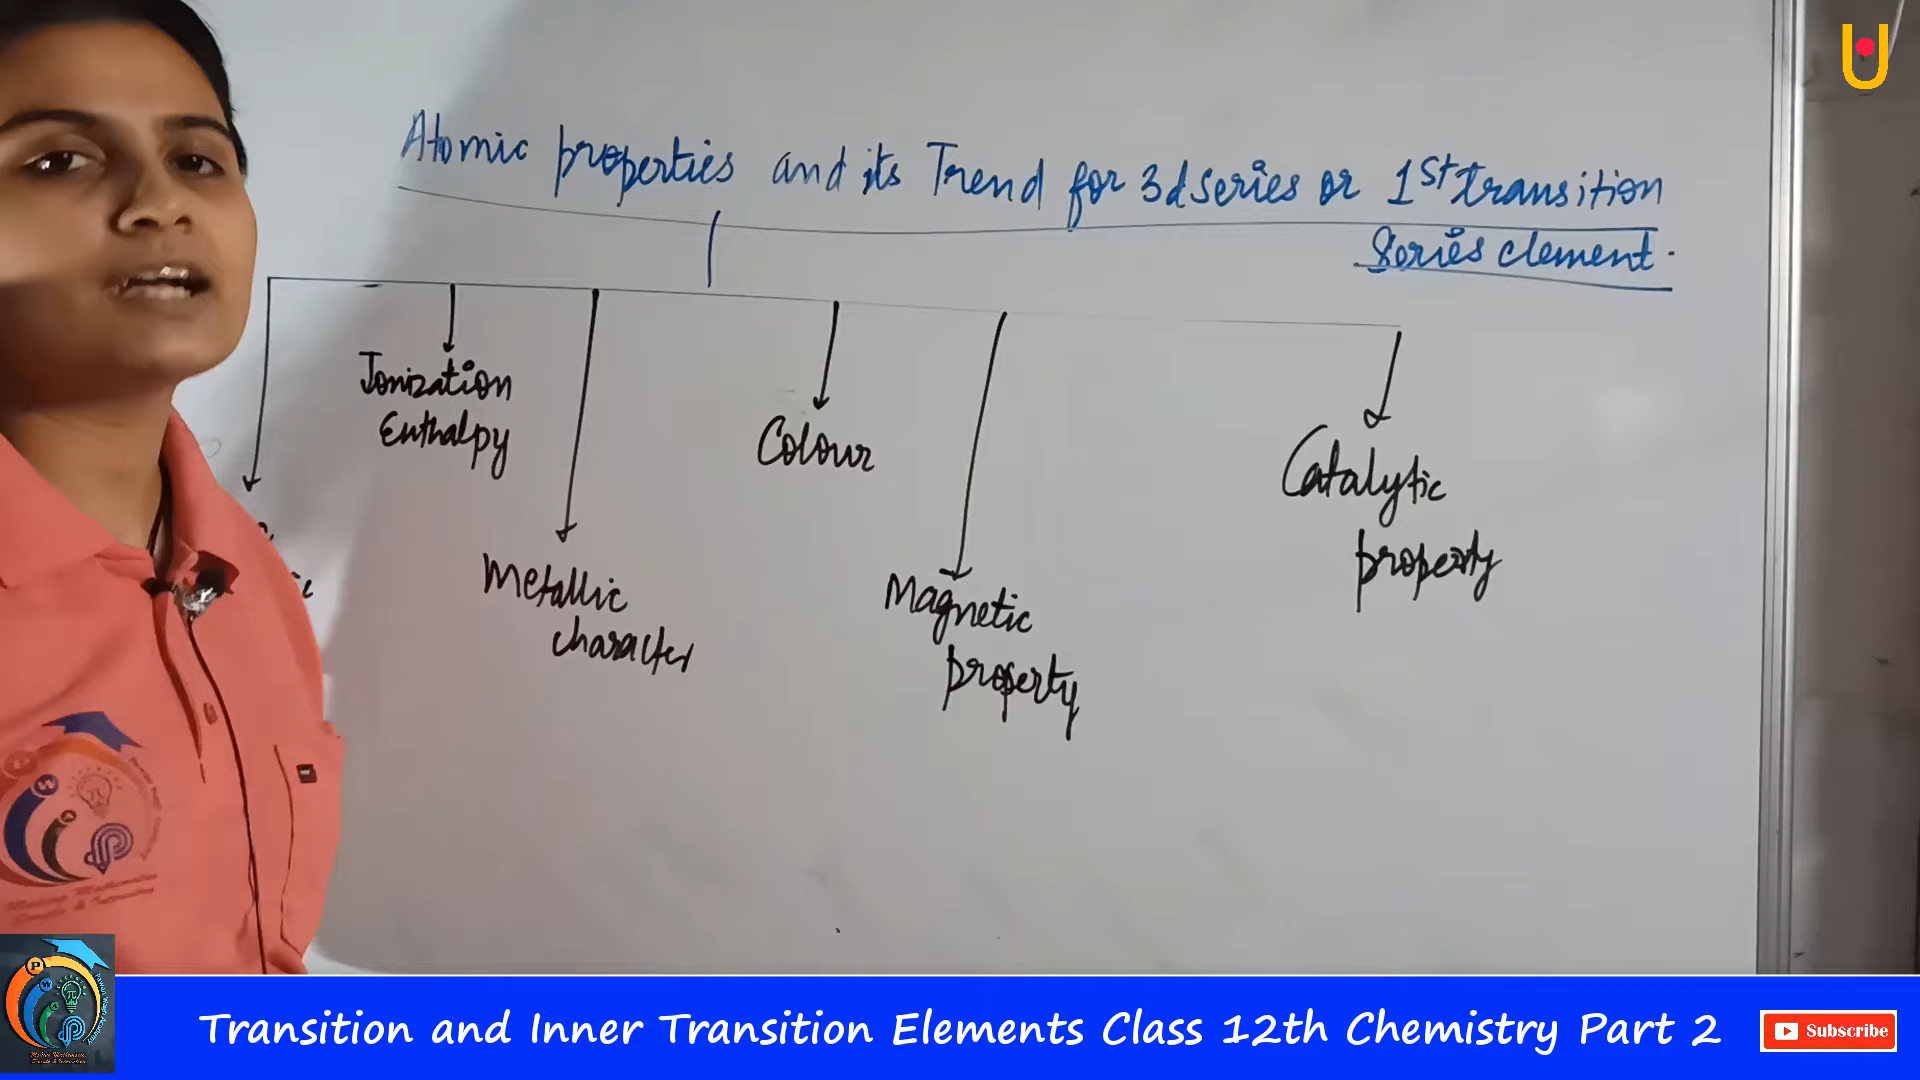 Atomic properties and its Trend for 3d series or 1st transition
Series element.
Ionization
Enthalpy
Colour
Catalytic
property
Metallic
character
Magnetic
property
Transition and Inner Transition Elements Class 12th Chemistry Part 2
Subscribe